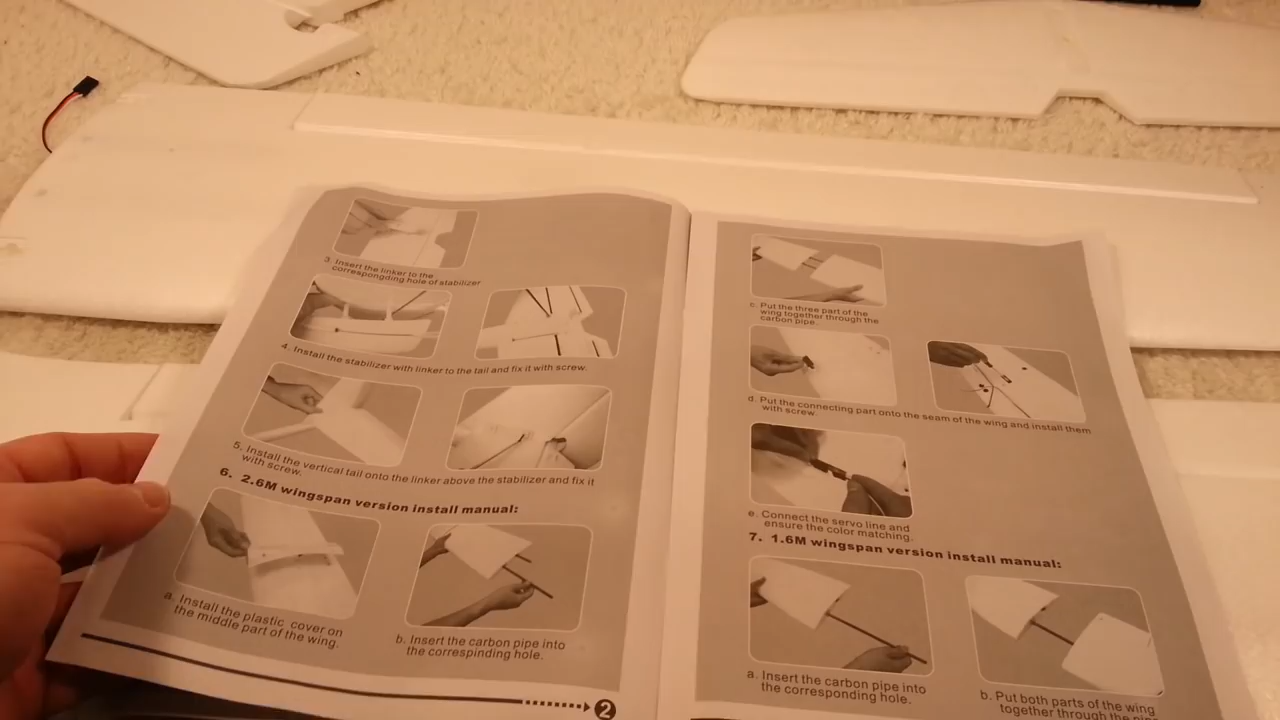 3. Insert the linker to the
correspongding hole of stabilizer
4. Install the stabilizer with linker to the tail and fix it with screw.
5. Install the vertical tail onto the linker above the stabilizer and fix it
with screw.
6. 2.6M wingspan version install manual:
a. Install the plastic cover on
the middle part of the wing.
b. Insert the carbon pipe into
the correspinding hole.
2
c. Put the three part of the
wing together through the
carbon pipe.
d. Put the connecting part onto the seam of the wing and install them
with screw.
e. Connect the servo line and
ensure the color matching.
7. 1.6M wingspan version install manual:
a. Insert the carbon pipe into
the corresponding hole.
b. Put both parts of the wing
together through the